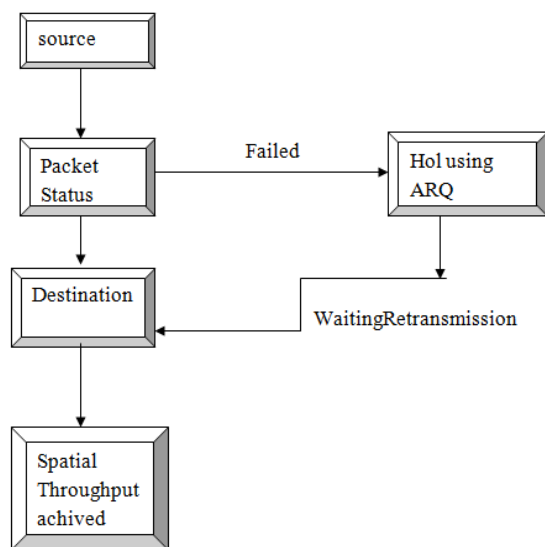 source
Packet
Status
Failed
Hol using
ARQ
Destination
WaitingRetransmission
Spatial
Throughput
achived